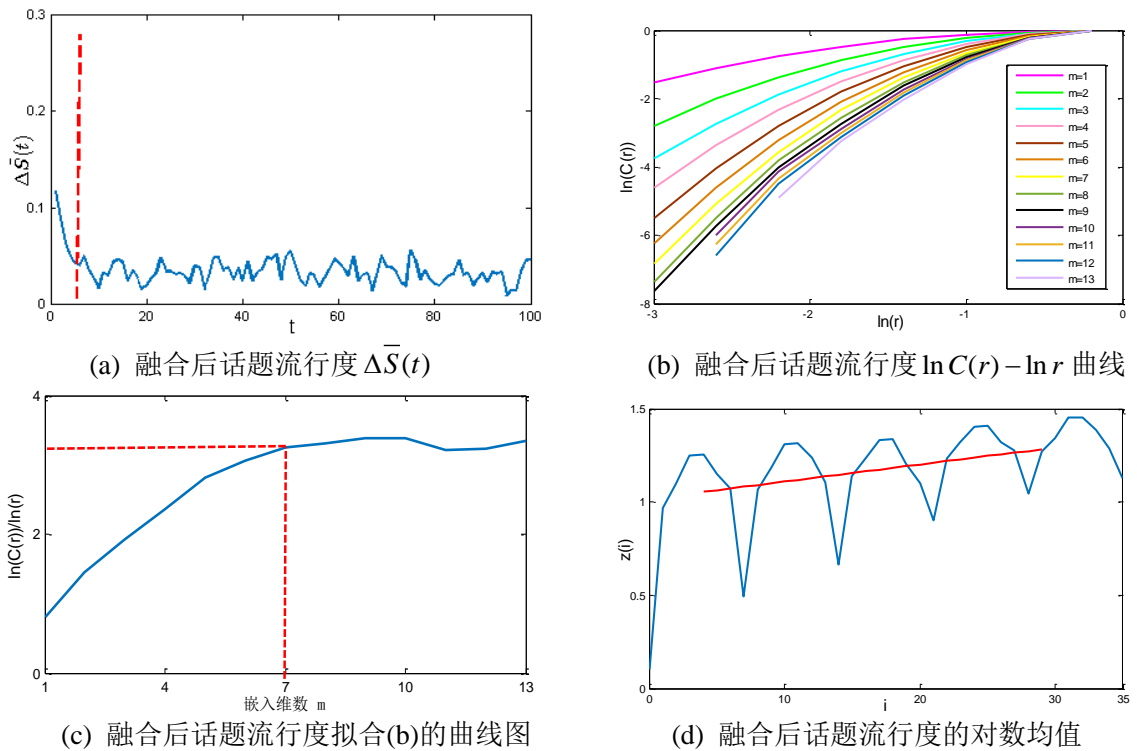 0.3
0.2
0.1
0
ΔS̄(t)
0 20 40 60 80 100
t
(a) 融合后话题流行度 ΔS̄(t)
0
-2
-4
-6
-8
ln(C(r))
m=1
m=2
m=3
m=4
m=5
m=6
m=7
m=8
m=9
m=10
m=11
m=12
m=13
-3 -2 -1 0
ln(r)
(b) 融合后话题流行度 ln C(r) – ln r 曲线
4
2
0
ln(C(r))/ln(r)
1 4 7 10 13
嵌入维数 m
(c) 融合后话题流行度拟合(b)的曲线图
1.5
1
0.5
0
z(i)
0 10 20 30 35
i
(d) 融合后话题流行度的对数均值